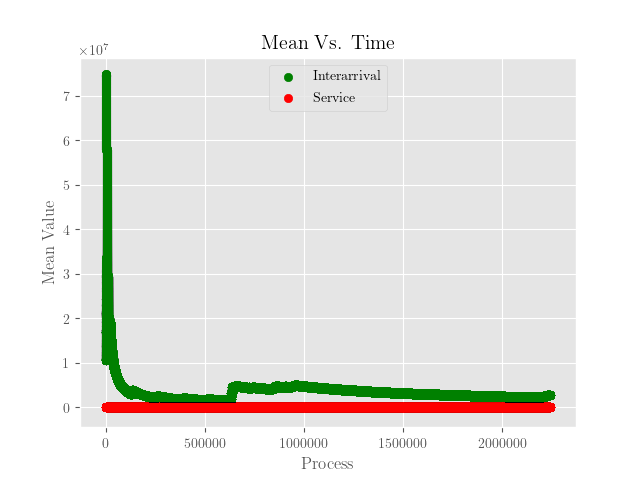 Mean Vs. Time
×10⁷
Interarrival
Service
7
6
5
4
3
2
1
0
Mean Value
0 500000 1000000 1500000 2000000
Process